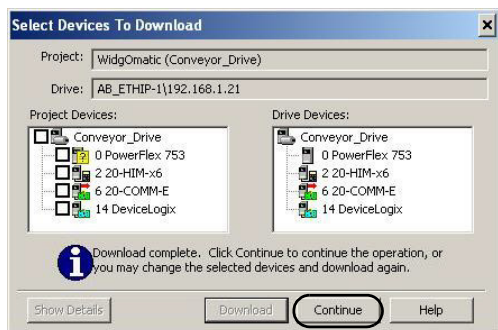 Select Devices To Download
Project: WidgOmatic (Conveyor_Drive)
Drive: AB_ETHIP-1\192.168.1.21
Project Devices:
Conveyor_Drive
0 PowerFlex 753
2 20-HIM-x6
6 20-COMM-E
14 DeviceLogix
Drive Devices:
Conveyor_Drive
0 PowerFlex 753
2 20-HIM-x6
6 20-COMM-E
14 DeviceLogix
Download complete. Click Continue to continue the operation, or
you may change the selected devices and download again.
Show Details Download Continue Help